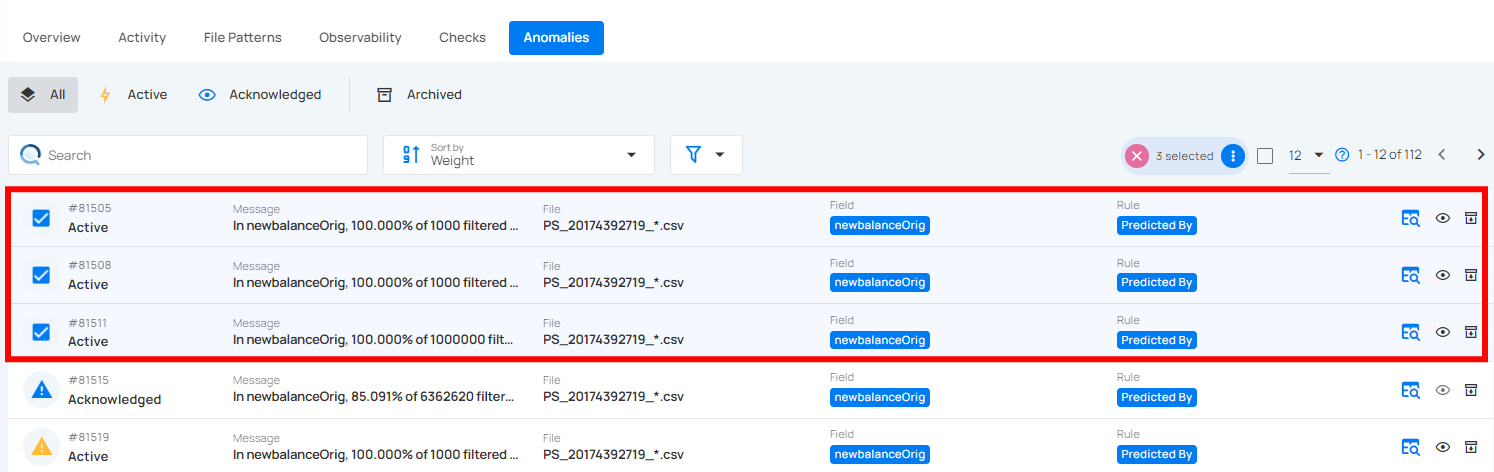 Overview Activity File Patterns Observability Checks Anomalies
All Active Acknowledged Archived
Search
Sort by
Weight
3 selected 12 1 - 12 of 112
#81505 Message File Field Rule
Active In newbalanceOrig, 100.000% of 1000 filtered ... PS_20174392719_*.csv newbalanceOrig Predicted By
#81508 Message File Field Rule
Active In newbalanceOrig, 100.000% of 1000 filtered ... PS_20174392719_*.csv newbalanceOrig Predicted By
#81511 Message File Field Rule
Active In newbalanceOrig, 100.000% of 1000000 filt... PS_20174392719_*.csv newbalanceOrig Predicted By
#81515 Message File Field Rule
Acknowledged In newbalanceOrig, 85.091% of 6362620 filter... PS_20174392719_*.csv newbalanceOrig Predicted By
#81519 Message File Field Rule
Active In newbalanceOrig, 100.000% of 1000 filtered ... PS_20174392719_*.csv newbalanceOrig Predicted By